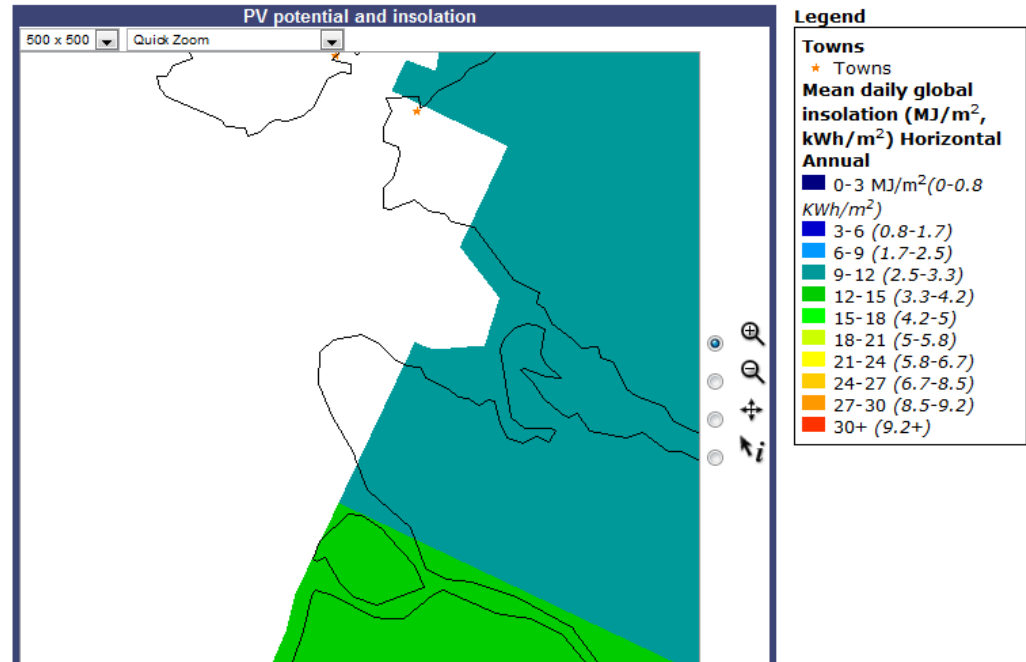 PV potential and insolation
500 x 500
Quick Zoom
Legend
Towns
Towns
Mean daily global
insolation (MJ/m², 
kWh/m²) Horizontal
Annual
0-3 MJ/m²(0-0.8
KWh/m²)
3-6 (0.8-1.7)
6-9 (1.7-2.5)
9-12 (2.5-3.3)
12-15 (3.3-4.2)
15-18 (4.2-5)
18-21 (5-5.8)
21-24 (5.8-6.7)
24-27 (6.7-8.5)
27-30 (8.5-9.2)
30+ (9.2+)
i